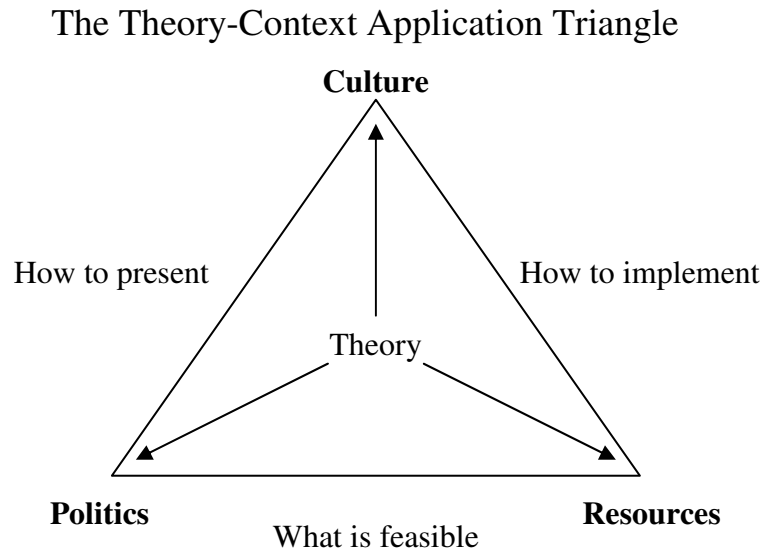 The Theory-Context Application Triangle
Culture
How to present
How to implement
Theory
Politics
Resources
What is feasible